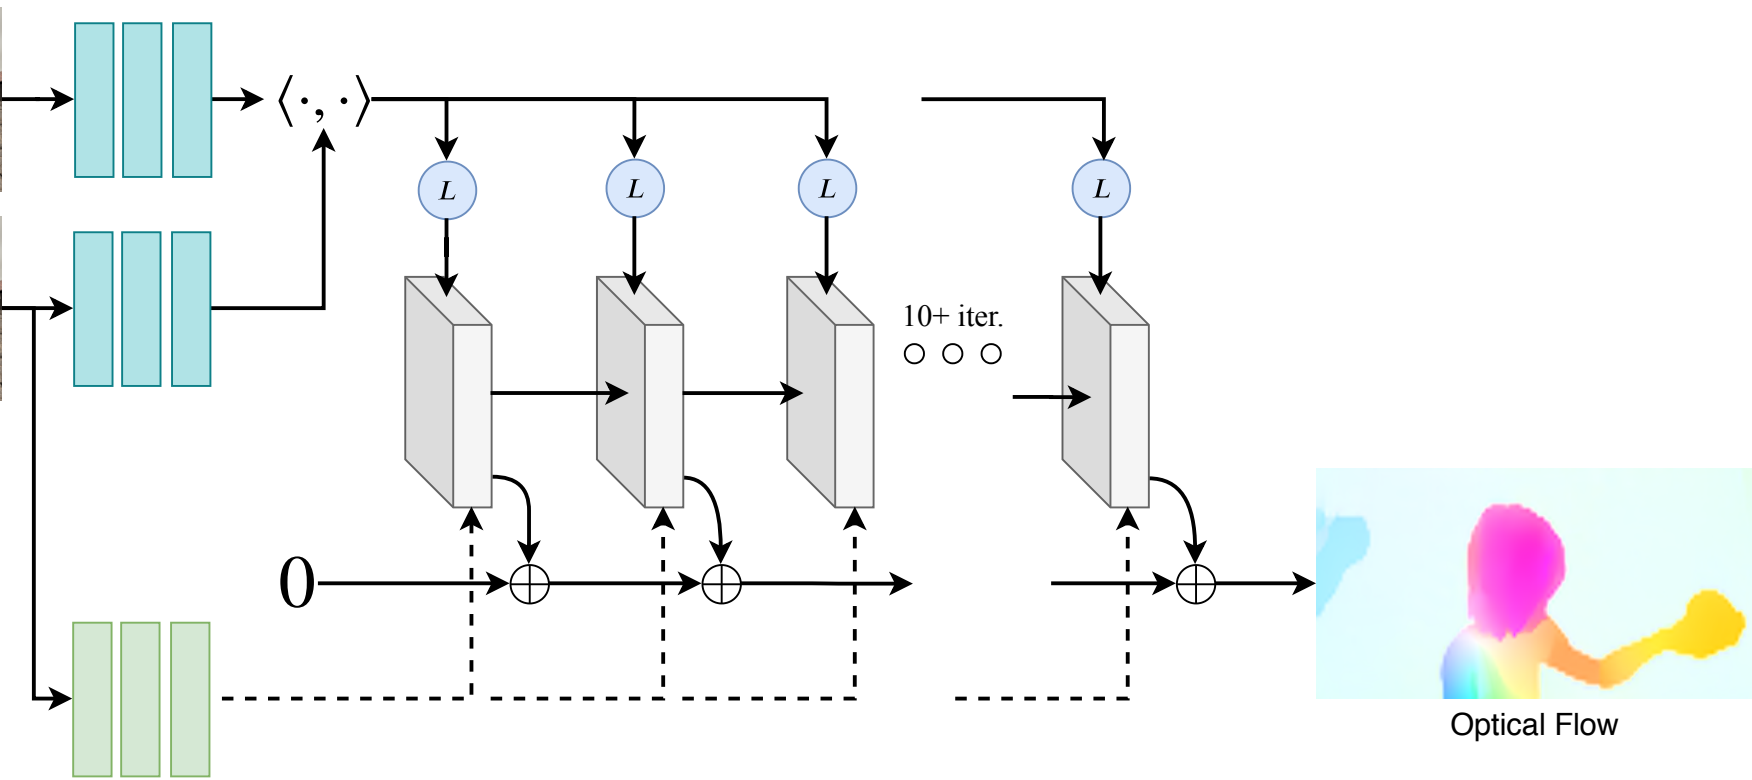 ⟨·, ·⟩
L L L L
10+ iter.
0
Optical Flow